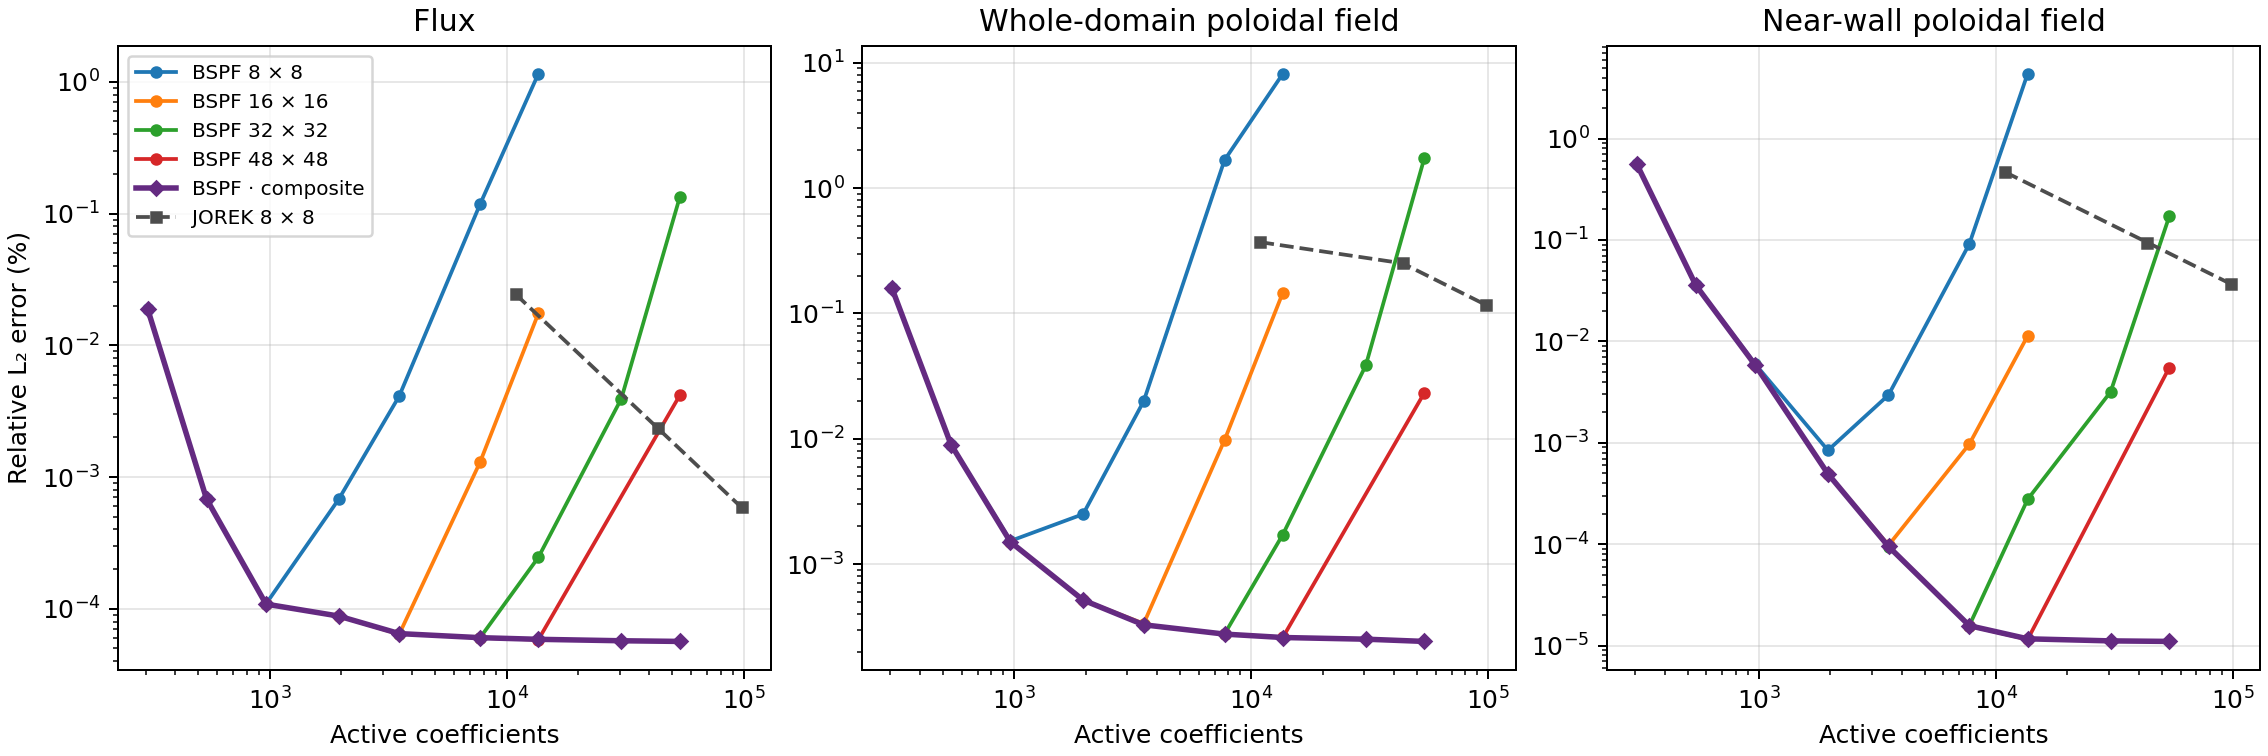 Flux
Whole-domain poloidal field
Near-wall poloidal field
Relative L₂ error (%)
10⁰
10⁻¹
10⁻²
10⁻³
10⁻⁴
BSPF 8 × 8
BSPF 16 × 16
BSPF 32 × 32
BSPF 48 × 48
BSPF · composite
JOREK 8 × 8
10³
10⁴
10⁵
Active coefficients
10¹
10⁰
10⁻¹
10⁻²
10⁻³
10³
10⁴
10⁵
Active coefficients
10⁰
10⁻¹
10⁻²
10⁻³
10⁻⁴
10⁻⁵
10³
10⁴
10⁵
Active coefficients